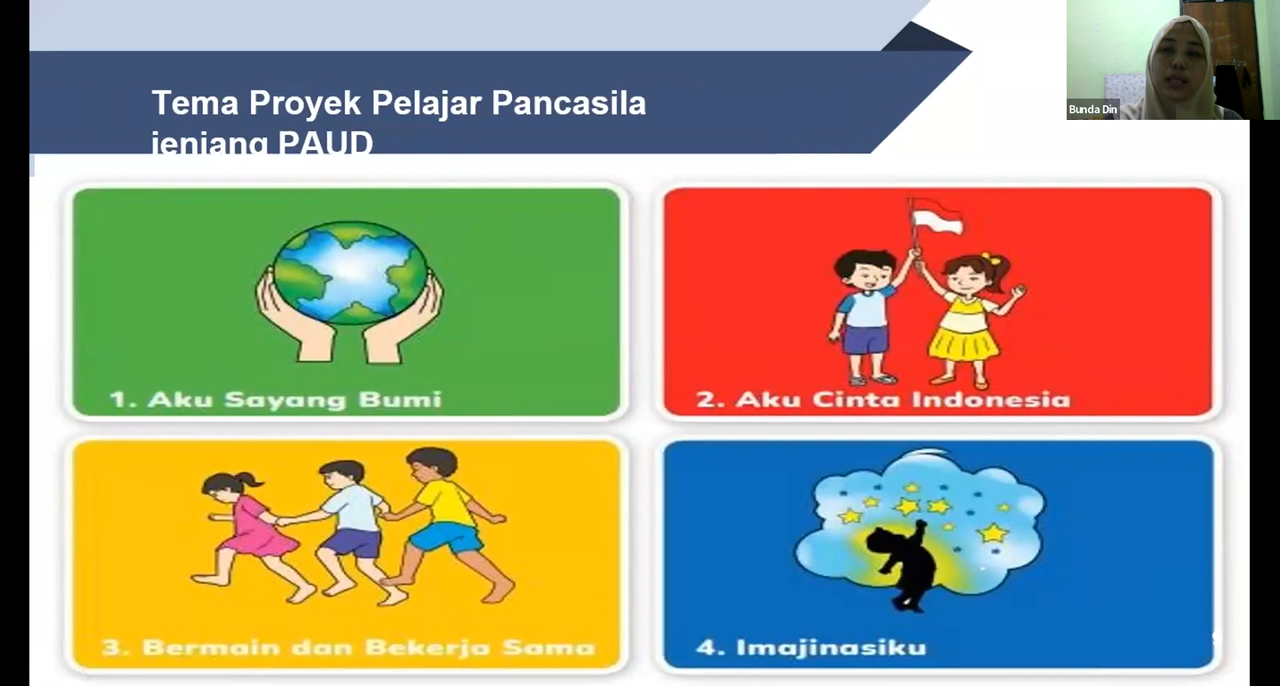 Tema Proyek Pelajar Pancasila
jenjang PAUD
Bunda Din
1. Aku Sayang Bumi
2. Aku Cinta Indonesia
3. Bermain dan Bekerja Sama
4. Imajinasiku